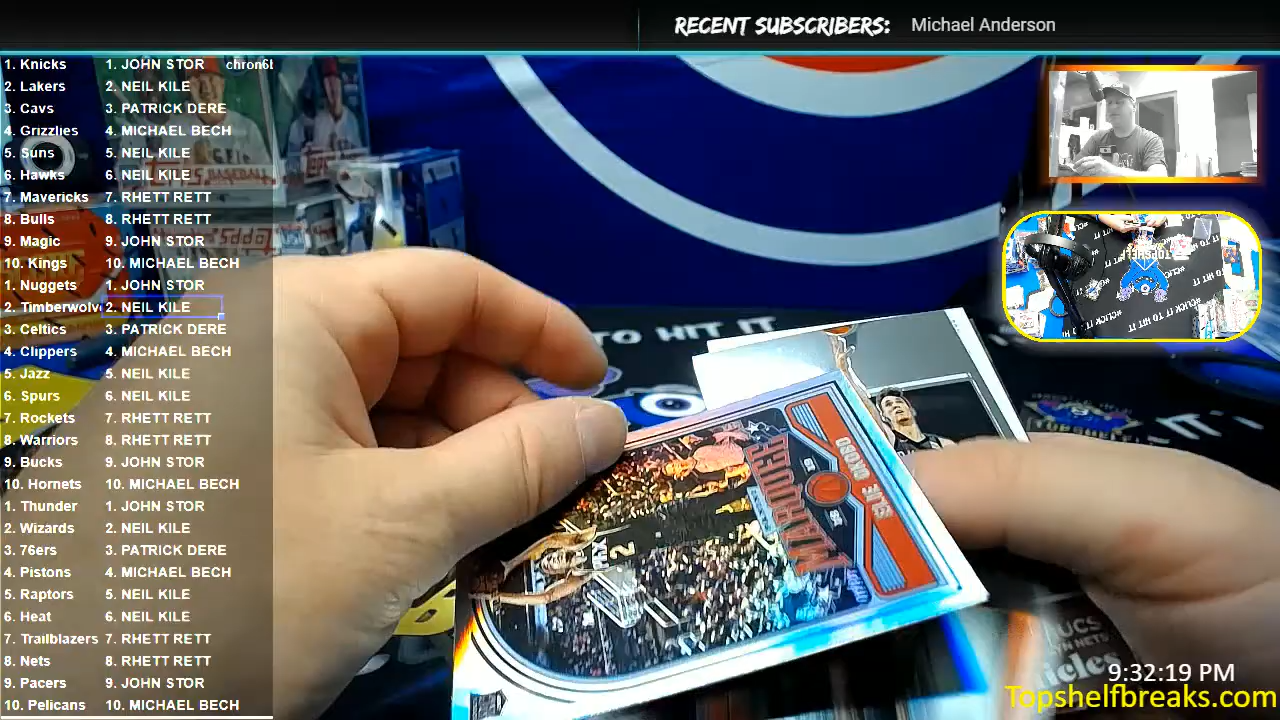 RECENT SUBSCRIBERS: Michael Anderson
1. Knicks 1. JOHN STOR chron6l
2. Lakers 2. NEIL KILE
3. Cavs 3. PATRICK DERE
4. Grizzlies 4. MICHAEL BECH
5. Suns 5. NEIL KILE
6. Hawks 6. NEIL KILE
7. Mavericks 7. RHETT RETT
8. Bulls 8. RHETT RETT
9. Magic 9. JOHN STOR
10. Kings 10. MICHAEL BECH
1. Nuggets 1. JOHN STOR
2. Timberwolv 2. NEIL KILE
3. Celtics 3. PATRICK DERE
4. Clippers 4. MICHAEL BECH
5. Jazz 5. NEIL KILE
6. Spurs 6. NEIL KILE
7. Rockets 7. RHETT RETT
8. Warriors 8. RHETT RETT
9. Bucks 9. JOHN STOR
10. Hornets 10. MICHAEL BECH
1. Thunder 1. JOHN STOR
2. Wizards 2. NEIL KILE
3. 76ers 3. PATRICK DERE
4. Pistons 4. MICHAEL BECH
5. Raptors 5. NEIL KILE
6. Heat 6. NEIL KILE
7. Trailblazers 7. RHETT RETT
8. Nets 8. RHETT RETT
9. Pacers 9. JOHN STOR
10. Pelicans 10. MICHAEL BECH
TO HIT IT
MARQUEE
ELIE OKOBO
9:32:19 PM
Topshelfbreaks.com